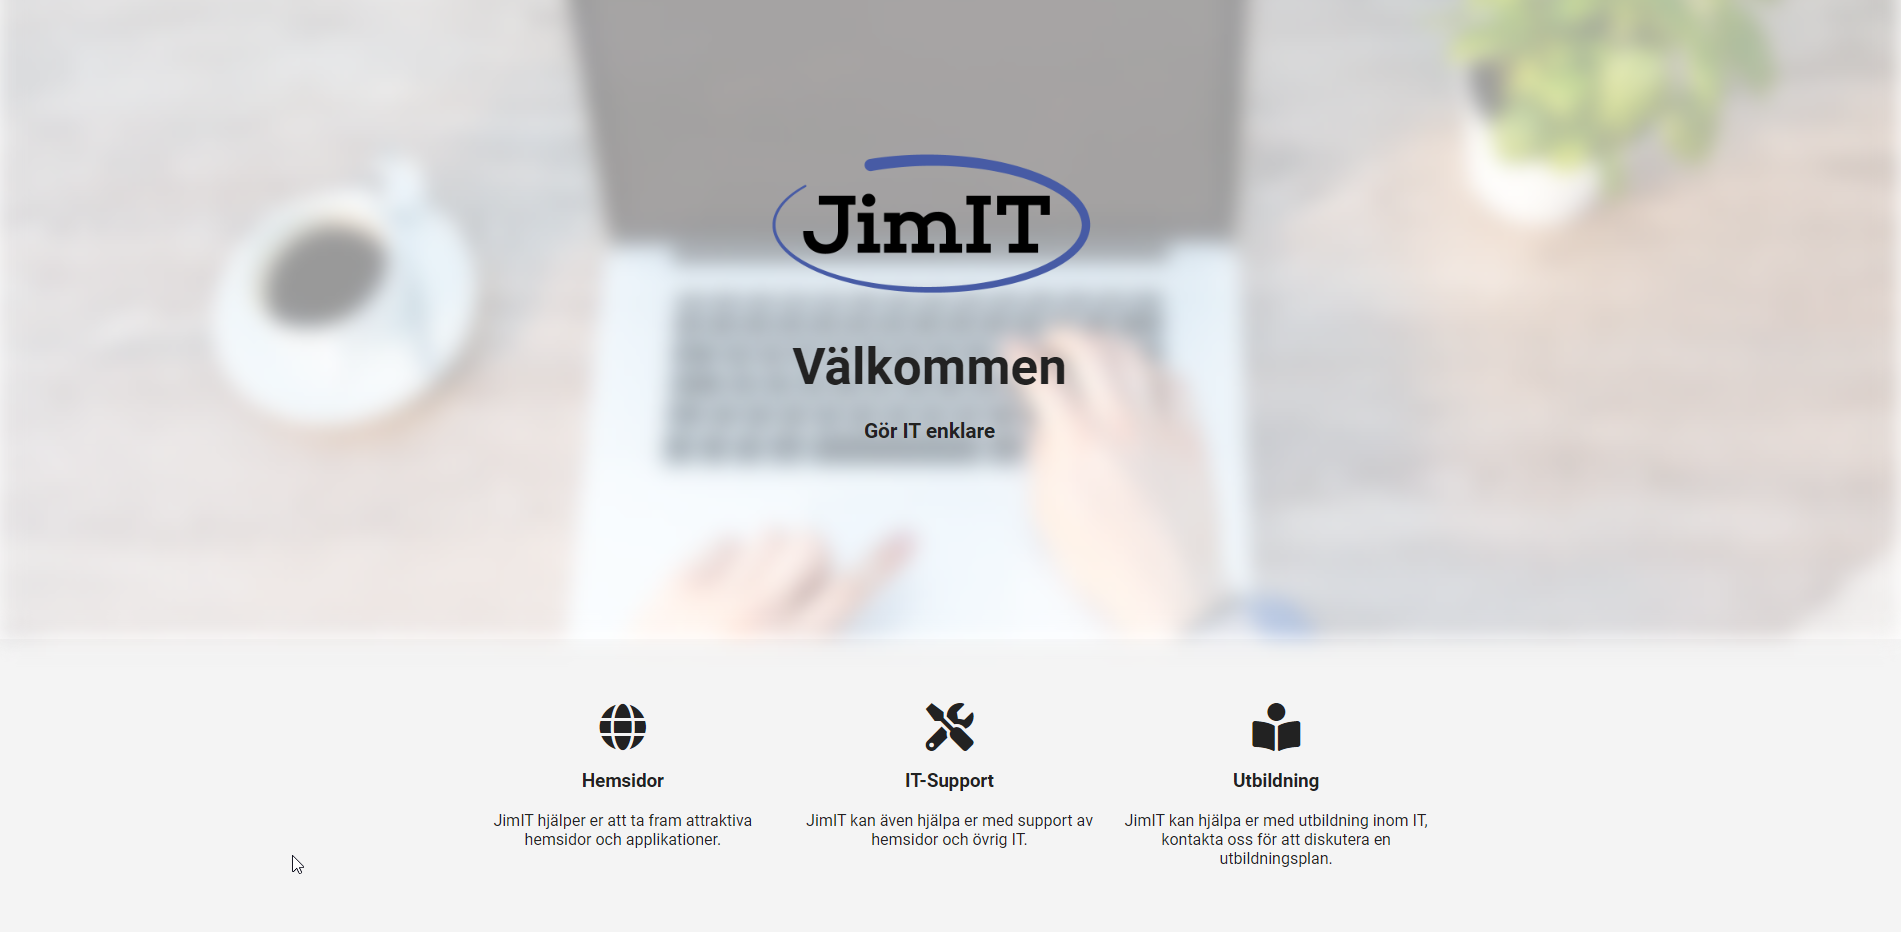 JimIT
Välkommen
Gör IT enklare
Hemsidor
JimIT hjälper er att ta fram attraktiva
hemsidor och applikationer.
IT-Support
JimIT kan även hjälpa er med support av
hemsidor och övrig IT.
Utbildning
JimIT kan hjälpa er med utbildning inom IT,
kontakta oss för att diskutera en
utbildningsplan.